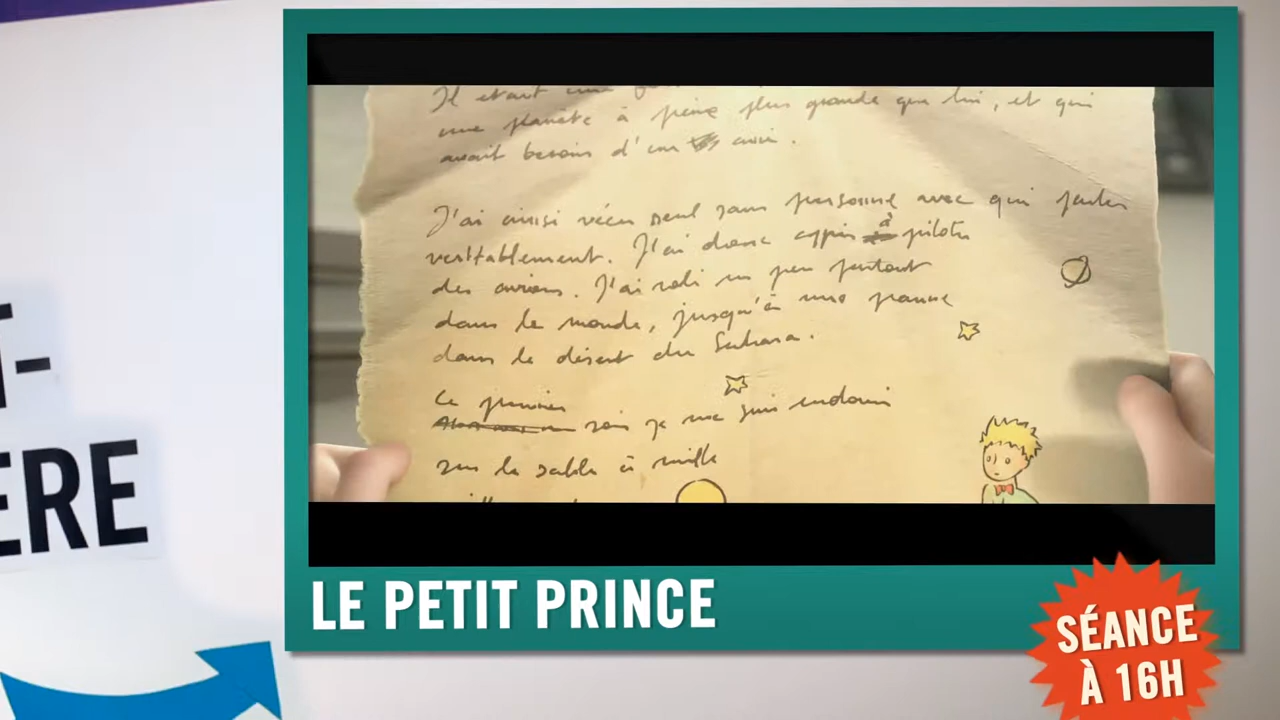 Il était une
une planète à peine plus grande que lui, et qui
avait besoin d'un ami.
J'ai ainsi vécu seul sans personne avec qui parler
veritablement. J'ai donc appris à piloter
des avions. J'ai volé un peu partout
dans le monde, jusqu'à une panne
dans le désert du Sahara.
Ce premier
soir je me suis endormi
sur le sable à mille
T-
ERE
LE PETIT PRINCE
SÉANCE
À 16H